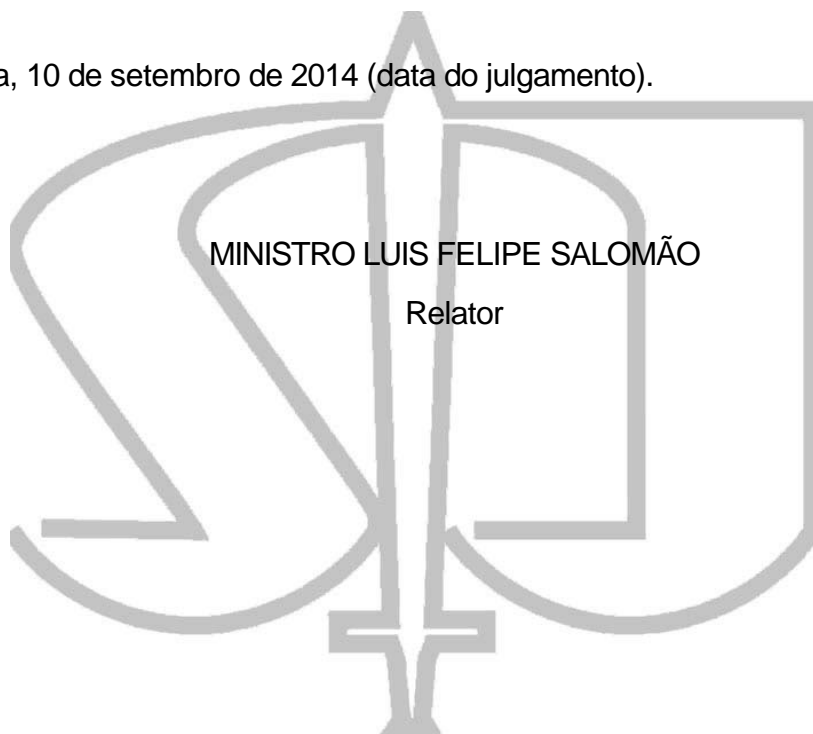 a, 10 de setembro de 2014 (data do julgamento).
MINISTRO LUIS FELIPE SALOMÃO
Relator